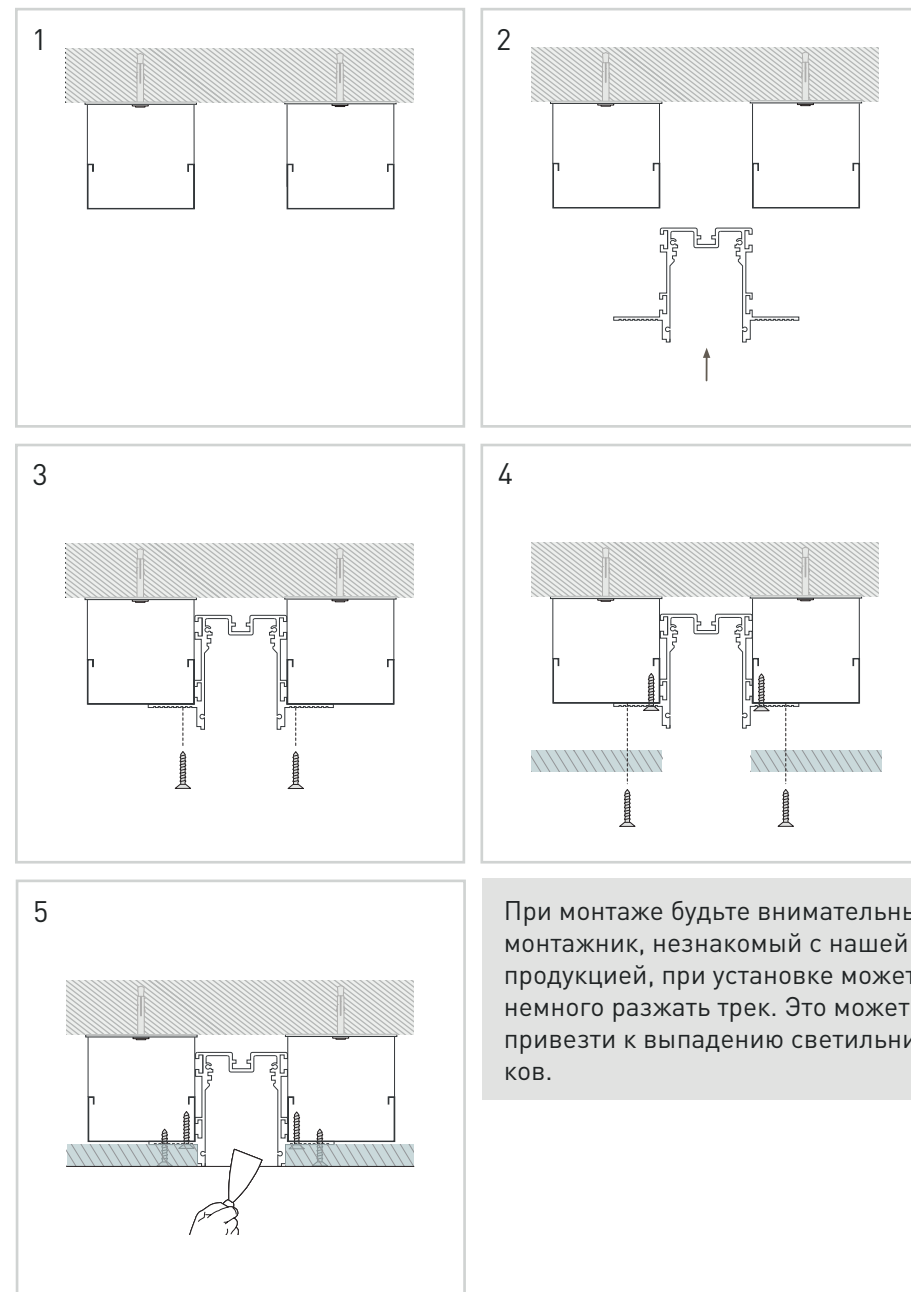 1
2
3
4
5
При монтаже будьте внимательны
монтажник, незнакомый с нашей
продукцией, при установке может
немного разжать трек. Это может
привезти к выпадению светильни
ков.